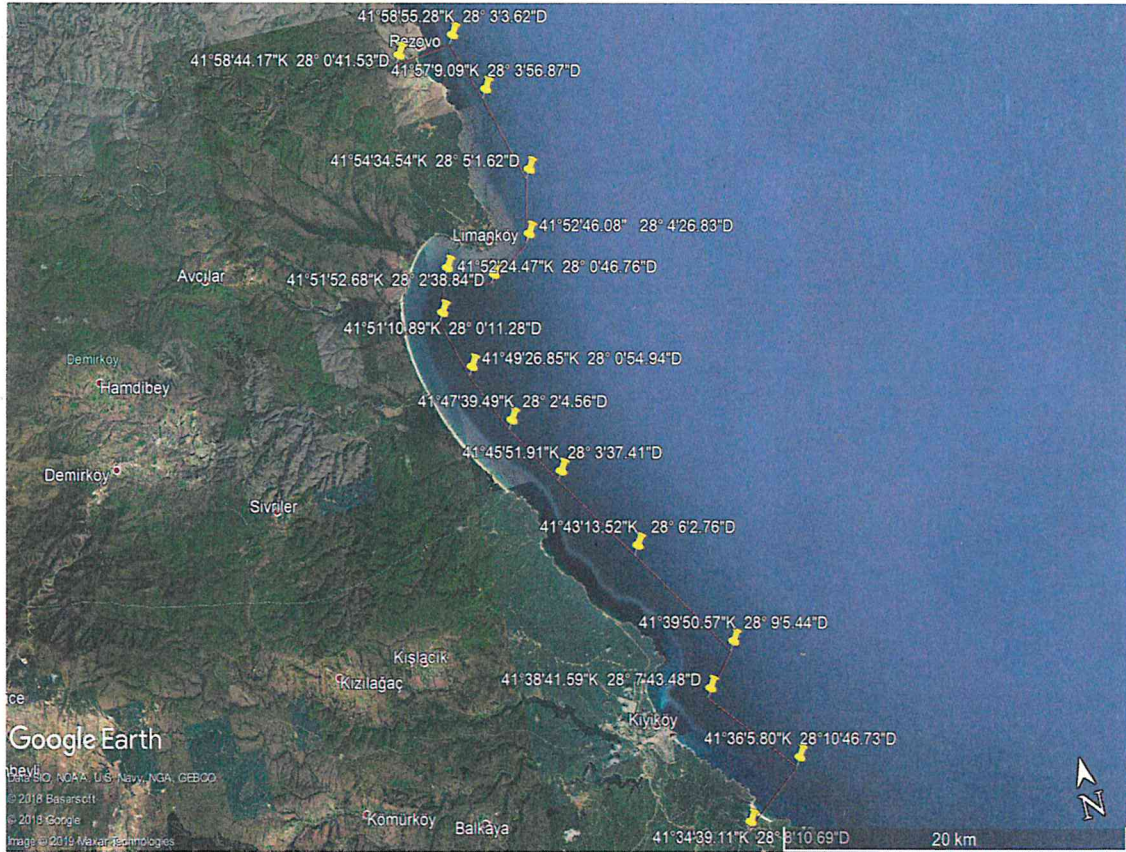 41°58'55.28"K 28° 3'3.62"D
Rezovo
41°58'44.17"K 28° 0'41.53"D
41°57'9.09"K 28° 3'56.87"D
41°54'34.54"K 28° 5'1.62"D
41°52'46.08" 28° 4'26.83"D
Limanköy
41°52'24.47"K 28° 0'46.76"D
Avcılar
41°51'52.68"K 28° 2'38.84"D
41°51'10.89"K 28° 0'11.28"D
41°49'26.85"K 28° 0'54.94"D
Demirköy
Hamdibey
41°47'39.49"K 28° 2'4.56"D
41°45'51.91"K 28° 3'37.41"D
Demirköy
Sivriler
41°43'13.52"K 28° 6'2.76"D
41°39'50.57"K 28° 9'5.44"D
Kışlacık
41°38'41.59"K 28° 7'43.48"D
Kızılağaç
Kıyıköy
41°36'5.80"K 28°10'46.73"D
Google Earth
Data SIO, NOAA, U.S. Navy, NGA, GEBCO
© 2018 Basarsoft
© 2018 Google
Image © 2019 Maxar Technologies
Kömürköy
Balkaya
41°34'39.11"K 28° 8'10.69"D
N
20 km